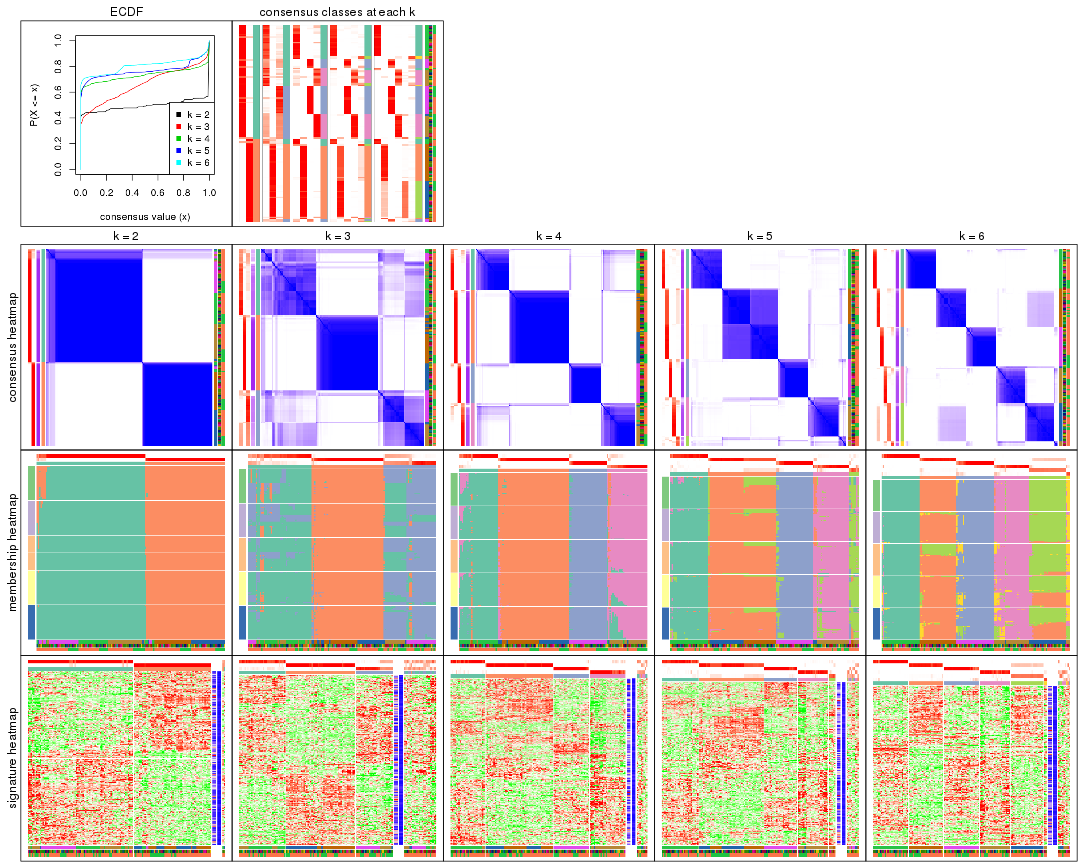 ECDF
consensus classes at each k
P(X <= x)
0.0 0.2 0.4 0.6 0.8 1.0
k = 2
k = 3
k = 4
k = 5
k = 6
0.0 0.2 0.4 0.6 0.8 1.0
consensus value (x)
k = 2 k = 3 k = 4 k = 5 k = 6
consensus heatmap
membership heatmap
signature heatmap